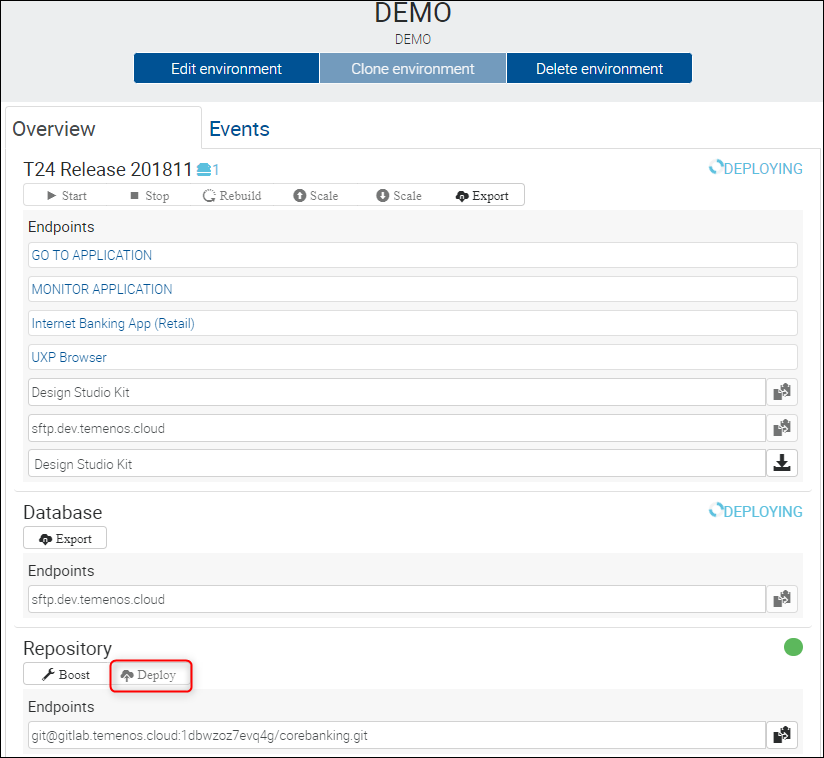 DEMO
DEMO
Edit environment Clone environment Delete environment
Overview Events
T24 Release 201811 1 DEPLOYING
Start Stop Rebuild Scale Scale Export
Endpoints
GO TO APPLICATION
MONITOR APPLICATION
Internet Banking App (Retail)
UXP Browser
Design Studio Kit
sftp.dev.temenos.cloud
Design Studio Kit
Database DEPLOYING
Export
Endpoints
sftp.dev.temenos.cloud
Repository
Boost Deploy
Endpoints
git@gitlab.temenos.cloud:1dbwzoz7evq4g/corebanking.git